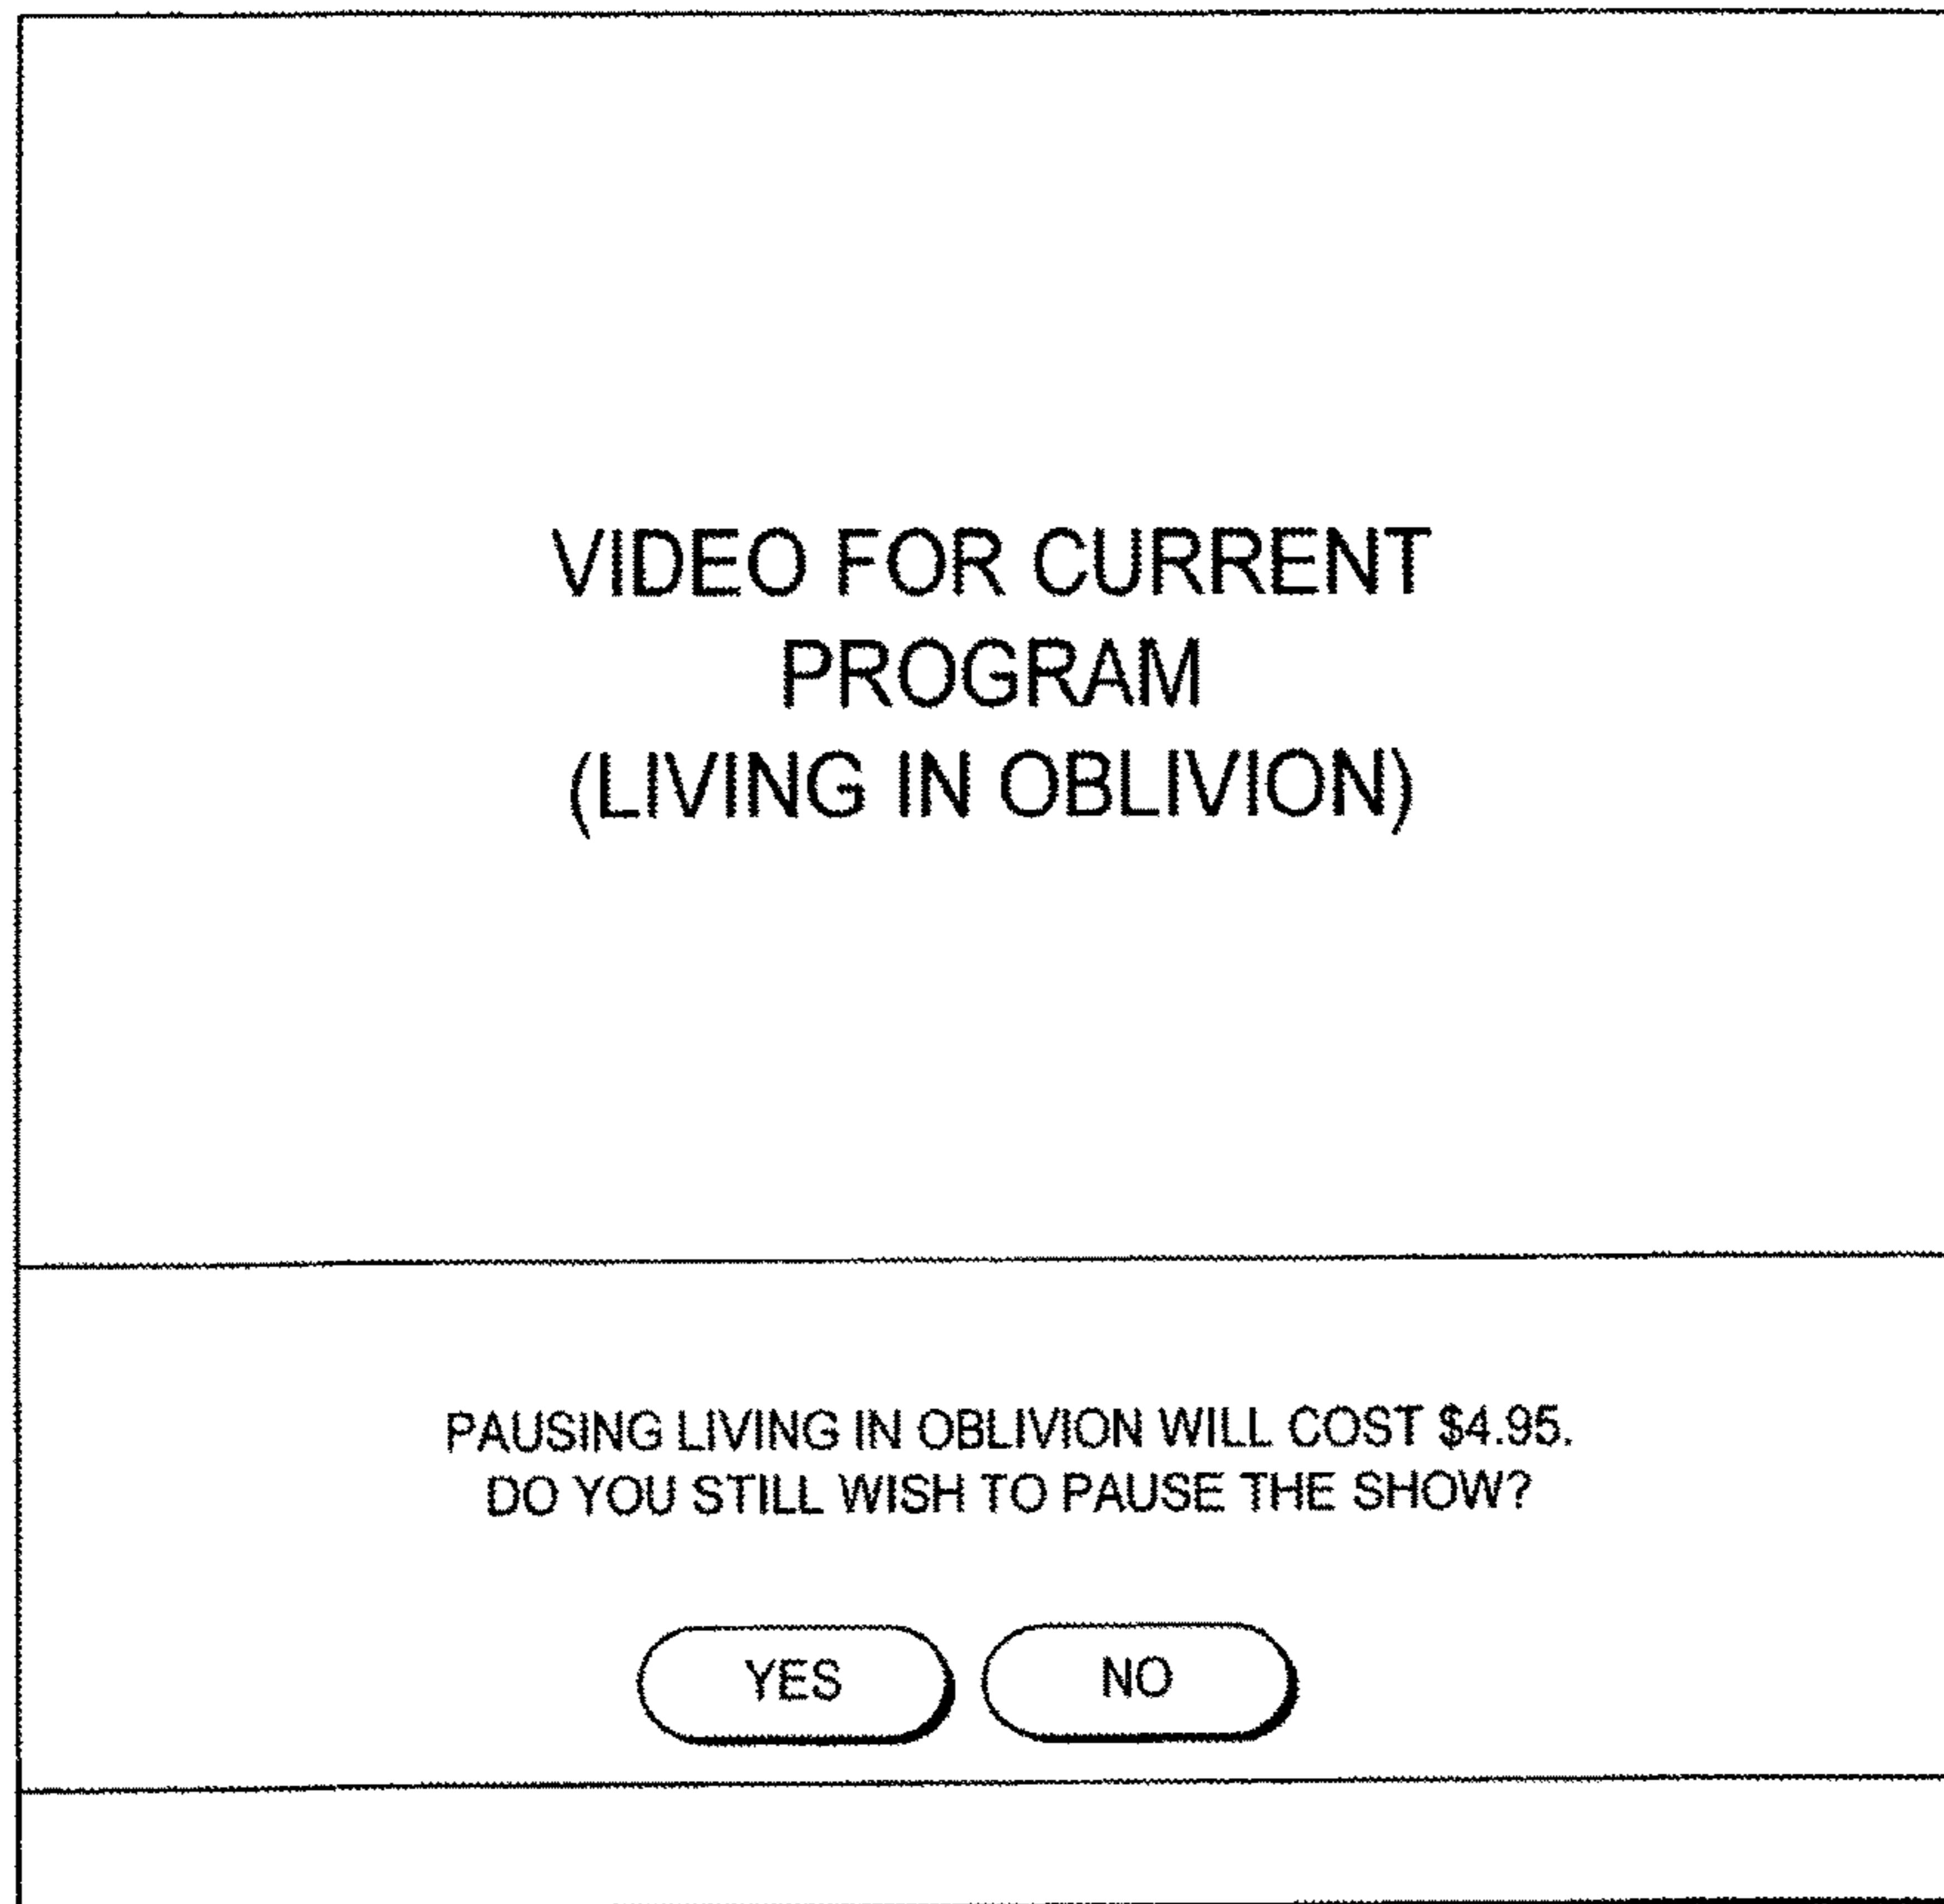 VIDEO FOR CURRENT
PROGRAM
(LIVING IN OBLIVION)
PAUSING LIVING IN OBLIVION WILL COST $4.95.
DO YOU STILL WISH TO PAUSE THE SHOW?
YES NO